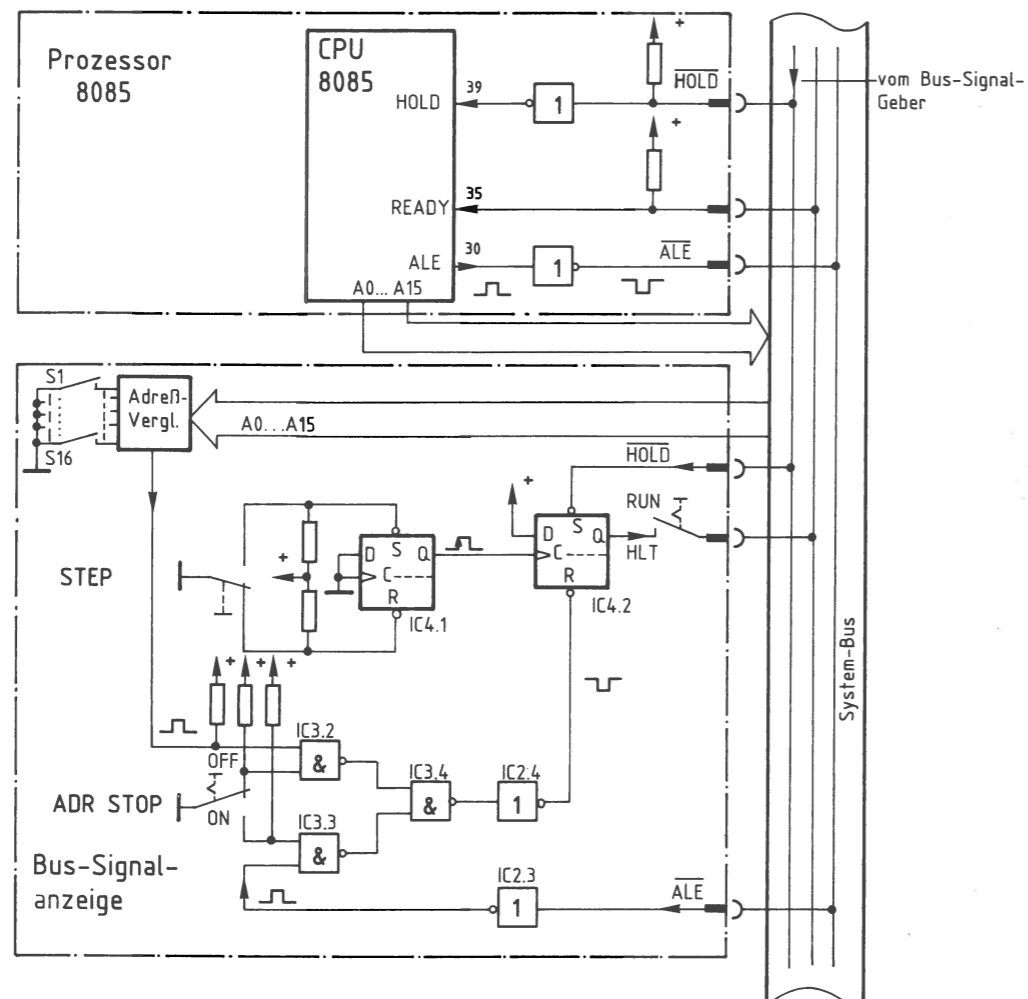 Prozessor
8085
CPU
8085
HOLD
39
1
HOLD
+
vom Bus-Signal-
Geber
+
READY
35
ALE
30
1
ALE
A0... A15
S1
S16
Adreß-
Vergl.
A0...A15
HOLD
RUN
HLT
STEP
+
D
S
Q
C
R
IC4.1
+
D
S
Q
C
R
IC4.2
System-Bus
+
+
+
OFF
ADR STOP
ON
IC3.2
&
IC3.3
&
IC3.4
&
IC2.4
1
IC2.3
1
ALE
Bus-Signal-
anzeige